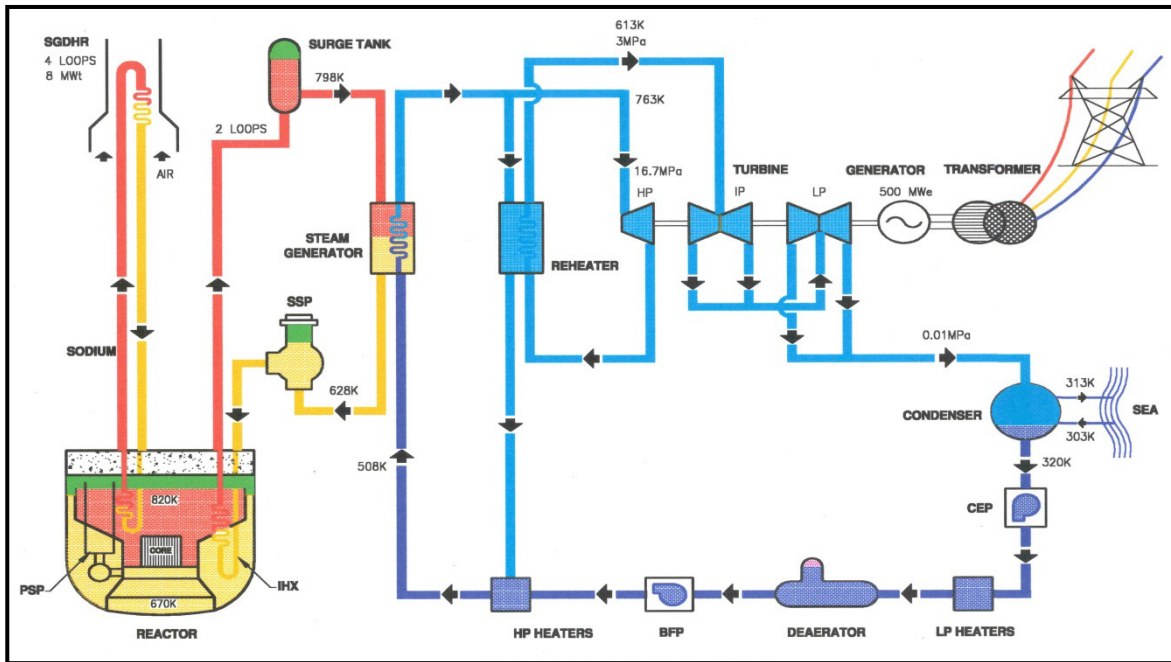 SGDHR
4 LOOPS
8 MWt
AIR
SODIUM
SURGE TANK
798K
2 LOOPS
STEAM
GENERATOR
SSP
628K
508K
613K
3MPa
763K
16.7MPa
HP
TURBINE
IP
LP
GENERATOR
500 MWe
TRANSFORMER
REHEATER
0.01MPa
313K
CONDENSER
SEA
303K
320K
CEP
820K
CORE
PSP
IHX
670K
REACTOR
HP HEATERS
BFP
DEAERATOR
LP HEATERS